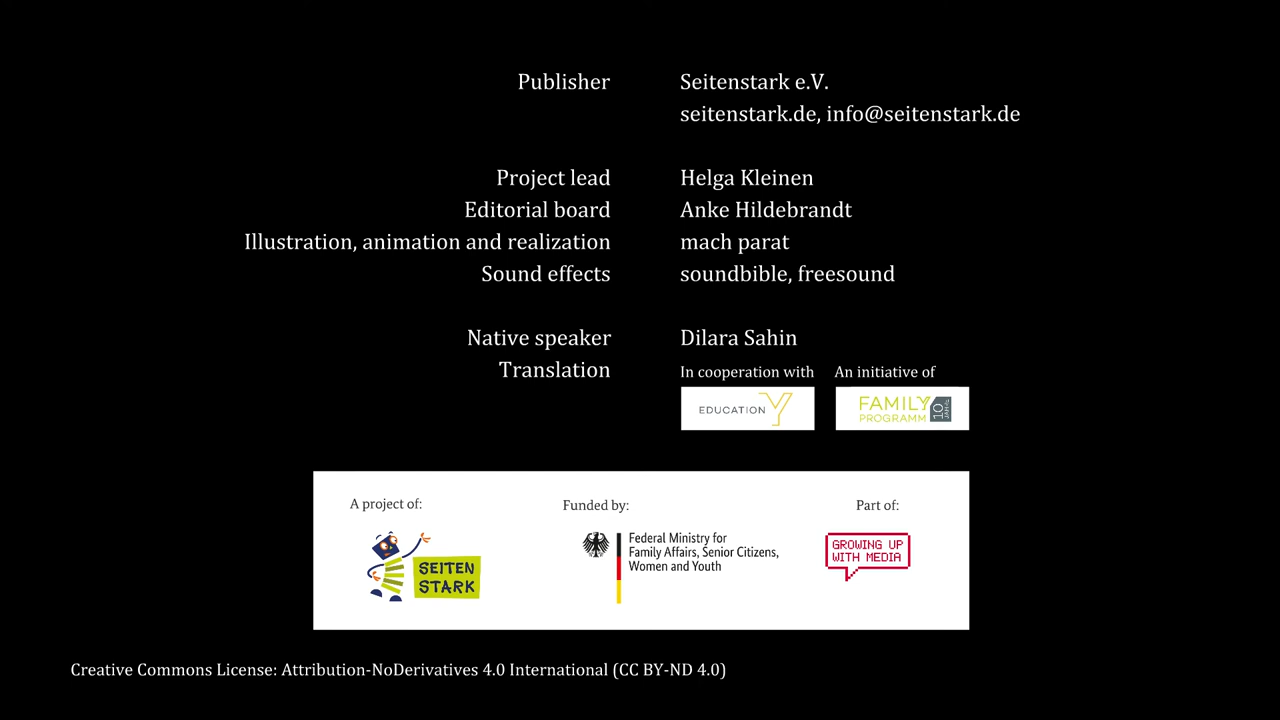 Publisher Seitenstark e.V.
seitenstark.de, info@seitenstark.de
Project lead Helga Kleinen
Editorial board Anke Hildebrandt
Illustration, animation and realization mach parat
Sound effects soundbible, freesound
Native speaker Dilara Sahin
Translation In cooperation with An initiative of
EDUCATION Y FAMILY
PROGRAMM 10 JAHRE
A project of: Funded by: Part of:
SEITEN
STARK
Federal Ministry for
Family Affairs, Senior Citizens,
Women and Youth
GROWING UP
WITH MEDIA
Creative Commons License: Attribution-NoDerivatives 4.0 International (CC BY-ND 4.0)